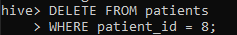 hive> DELETE FROM patients
    > WHERE patient_id = 8;